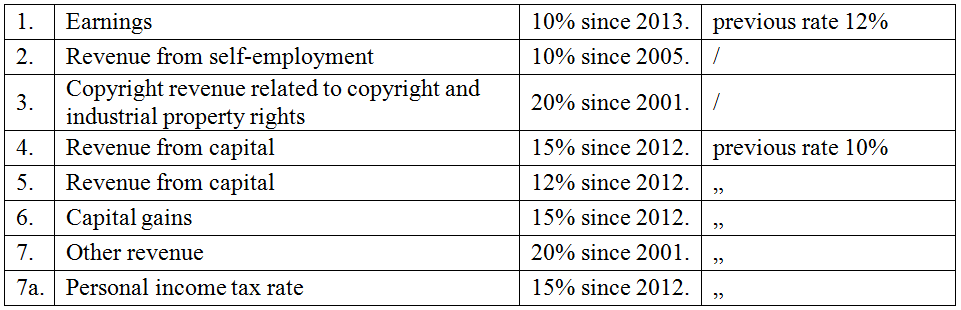 1. Earnings 10% since 2013. previous rate 12%
2. Revenue from self-employment 10% since 2005. /
3. Copyright revenue related to copyright and
industrial property rights 20% since 2001. /
4. Revenue from capital 15% since 2012. previous rate 10%
5. Revenue from capital 12% since 2012. ,,
6. Capital gains 15% since 2012. ,,
7. Other revenue 20% since 2001. ,,
7a. Personal income tax rate 15% since 2012. ,,